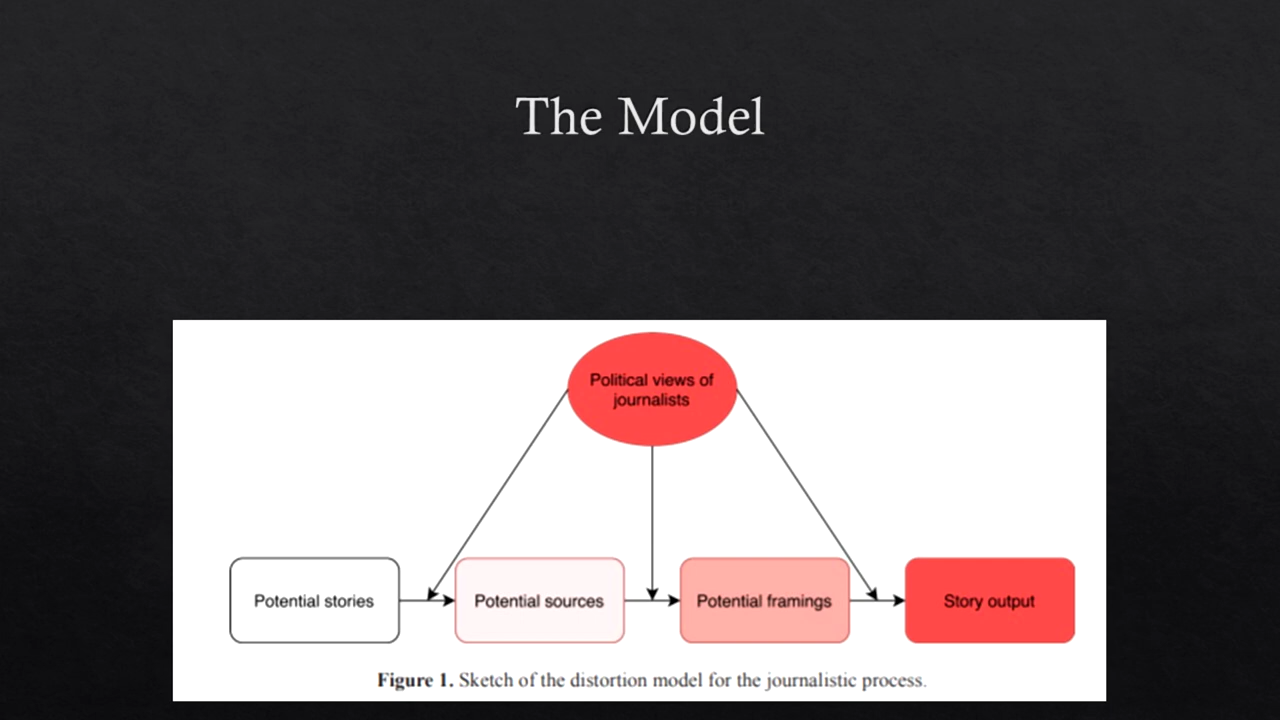 The Model
Political views of
journalists
Potential stories
Potential sources
Potential framings
Story output
Figure 1. Sketch of the distortion model for the journalistic process.